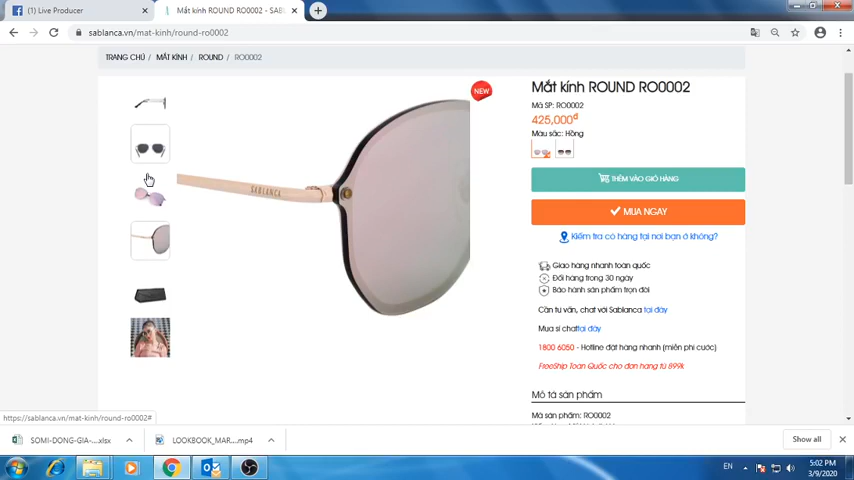 (1) Live Producer
Mắt kính ROUND RO0002 - SAB
sablanca.vn/mat-kinh/round-ro0002
TRANG CHỦ / MẮT KÍNH / ROUND / RO0002
NEW
SABLANCA
Mắt kính ROUND RO0002
Mã SP: RO0002
425,000đ
Màu sắc: Hồng
THÊM VÀO GIỎ HÀNG
MUA NGAY
Kiểm tra có hàng tại nơi bạn ở không?
Giao hàng nhanh toàn quốc
Đổi hàng trong 30 ngày
Bảo hành sản phẩm trọn đời
Cần tư vấn, chat với Sablanca tại đây
Mua sỉ chat tại đây
1800 6050 - Hotline đặt hàng nhanh (miễn phí cước)
FreeShip Toàn Quốc cho đơn hàng từ 899k
Mô tả sản phẩm
Mã sản phẩm: RO0002
https://sablanca.vn/mat-kinh/round-ro0002#
SOMI-DONG-GIA-....xlsx
LOOKBOOK_MAR....mp4
Show all
EN
5:02 PM
3/9/2020